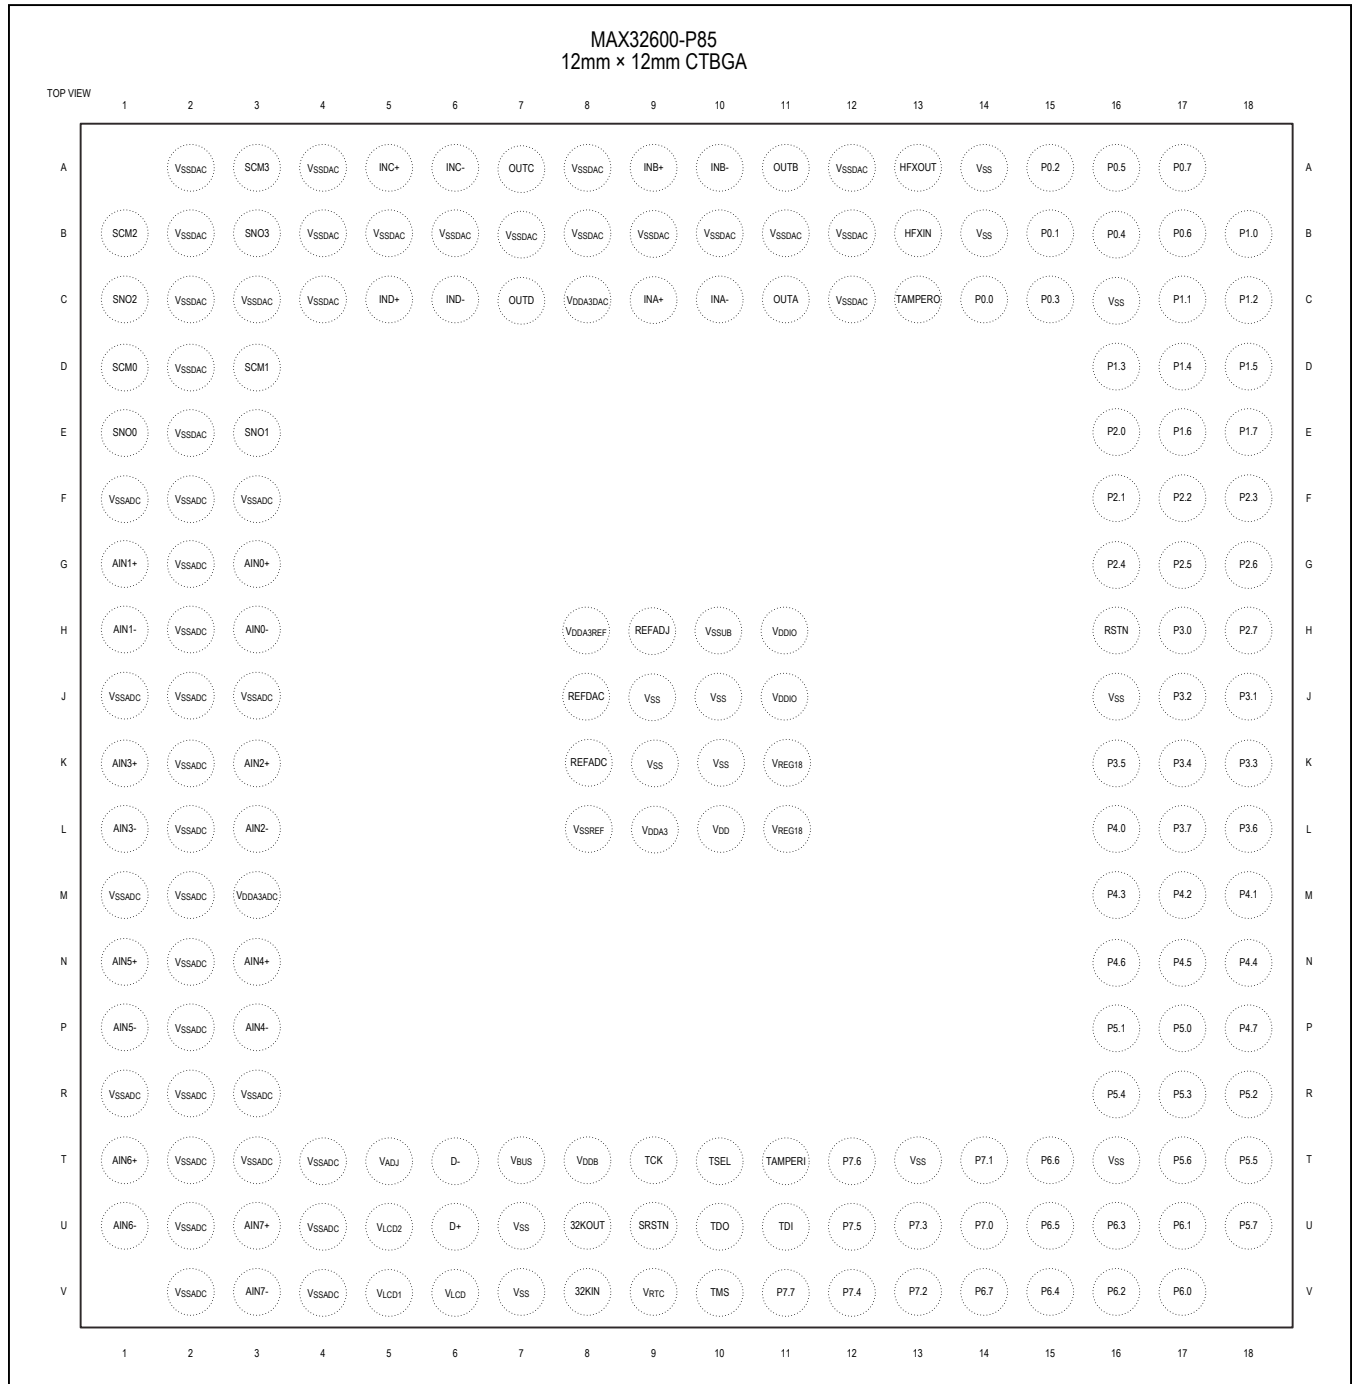 MAX32600-P85
12mm × 12mm CTBGA
TOP VIEW
1 2 3 4 5 6 7 8 9 10 11 12 13 14 15 16 17 18
A VSSDAC SCM3 VSSDAC INC+ INC- OUTC VSSDAC INB+ INB- OUTB VSSDAC HFXOUT VSS P0.2 P0.5 P0.7 A
B SCM2 VSSDAC SNO3 VSSDAC VSSDAC VSSDAC VSSDAC VSSDAC VSSDAC VSSDAC VSSDAC VSSDAC HFXIN VSS P0.1 P0.4 P0.6 P1.0 B
C SNO2 VSSDAC VSSDAC VSSDAC IND+ IND- OUTD VDDA3DAC INA+ INA- OUTA VSSDAC TAMPERO P0.0 P0.3 VSS P1.1 P1.2 C
D SCM0 VSSDAC SCM1 P1.3 P1.4 P1.5 D
E SNO0 VSSDAC SNO1 P2.0 P1.6 P1.7 E
F VSSADC VSSADC VSSADC P2.1 P2.2 P2.3 F
G AIN1+ VSSADC AIN0+ P2.4 P2.5 P2.6 G
H AIN1- VSSADC AIN0- VDDA3REF REFADJ VSSUB VDDIO RSTN P3.0 P2.7 H
J VSSADC VSSADC VSSADC REFDAC VSS VSS VDDIO VSS P3.2 P3.1 J
K AIN3+ VSSADC AIN2+ REFADC VSS VSS VREG18 P3.5 P3.4 P3.3 K
L AIN3- VSSADC AIN2- VSSREF VDDA3 VDD VREG18 P4.0 P3.7 P3.6 L
M VSSADC VSSADC VDDA3ADC P4.3 P4.2 P4.1 M
N AIN5+ VSSADC AIN4+ P4.6 P4.5 P4.4 N
P AIN5- VSSADC AIN4- P5.1 P5.0 P4.7 P
R VSSADC VSSADC VSSADC P5.4 P5.3 P5.2 R
T AIN6+ VSSADC VSSADC VSSADC VADJ D- VBUS VDDB TCK TSEL TAMPERI P7.6 VSS P7.1 P6.6 VSS P5.6 P5.5 T
U AIN6- VSSADC AIN7+ VSSADC VLCD2 D+ VSS 32KOUT SRSTN TDO TDI P7.5 P7.3 P7.0 P6.5 P6.3 P6.1 P5.7 U
V VSSADC AIN7- VSSADC VLCD1 VLCD VSS 32KIN VRTC TMS P7.7 P7.4 P7.2 P6.7 P6.4 P6.2 P6.0 V
1 2 3 4 5 6 7 8 9 10 11 12 13 14 15 16 17 18